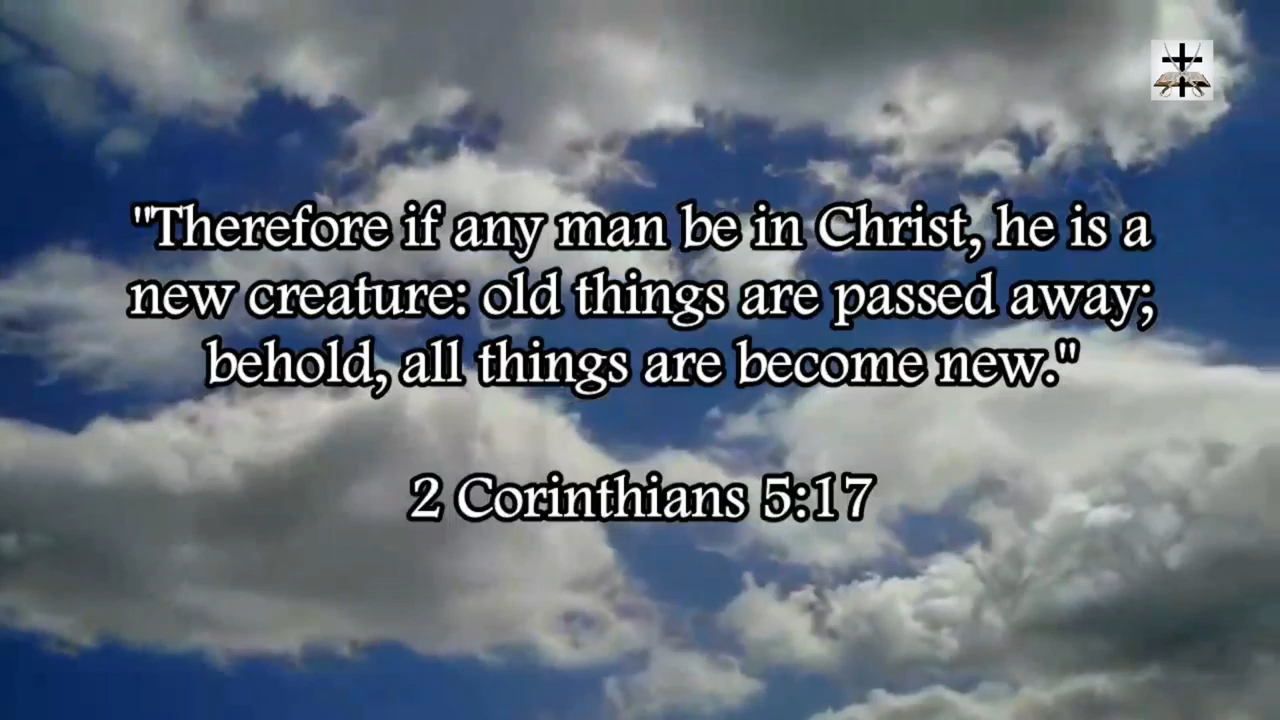 "Therefore if any man be in Christ, he is a
new creature: old things are passed away;
behold, all things are become new."
2 Corinthians 5:17